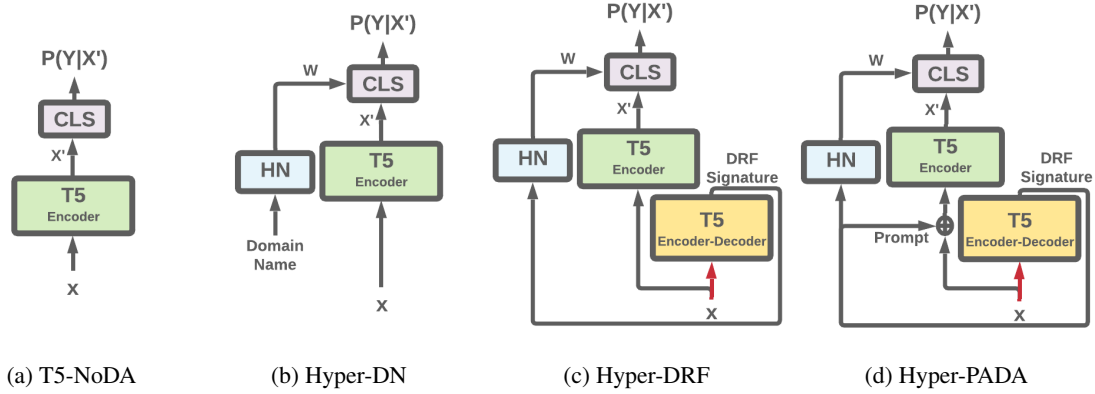 P(Y|X')
CLS
X'
T5
Encoder
x
(a) T5-NoDA
P(Y|X')
W
CLS
X'
HN
T5
Encoder
Domain
Name
x
(b) Hyper-DN
P(Y|X')
W
CLS
X'
HN
T5
Encoder
DRF
Signature
T5
Encoder-Decoder
x
(c) Hyper-DRF
P(Y|X')
W
CLS
X'
HN
T5
Encoder
DRF
Signature
Prompt
T5
Encoder-Decoder
x
(d) Hyper-PADA